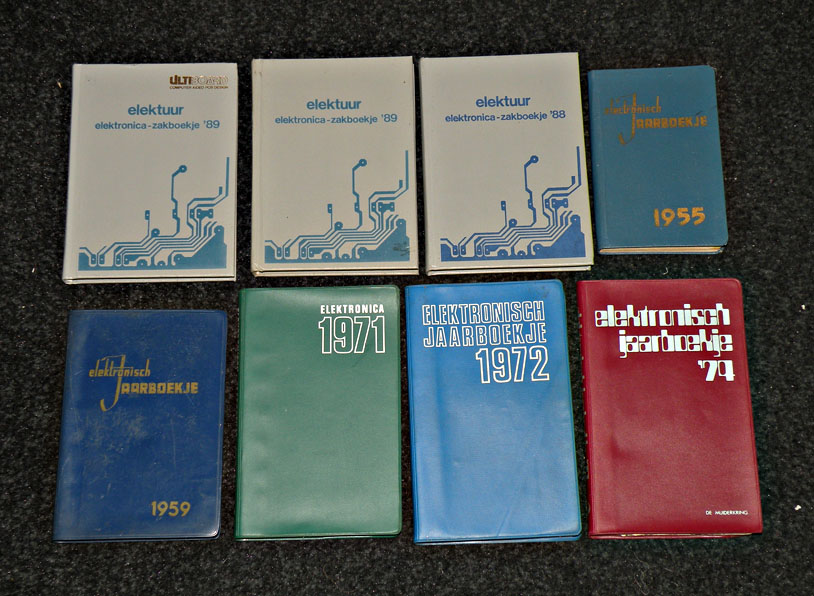 ULTIBOARD
COMPUTER AIDED PCB DESIGN
elektuur
elektronica-zakboekje '89
elektuur
elektronica-zakboekje '89
elektuur
elektronica-zakboekje '88
elektronisch
JAARBOEKJE
1955
elektronisch
JAARBOEKJE
1959
ELEKTRONICA
1971
ELEKTRONISCH
JAARBOEKJE
1972
elektronisch
jaarboekje
'74
DE MUIDERKRING